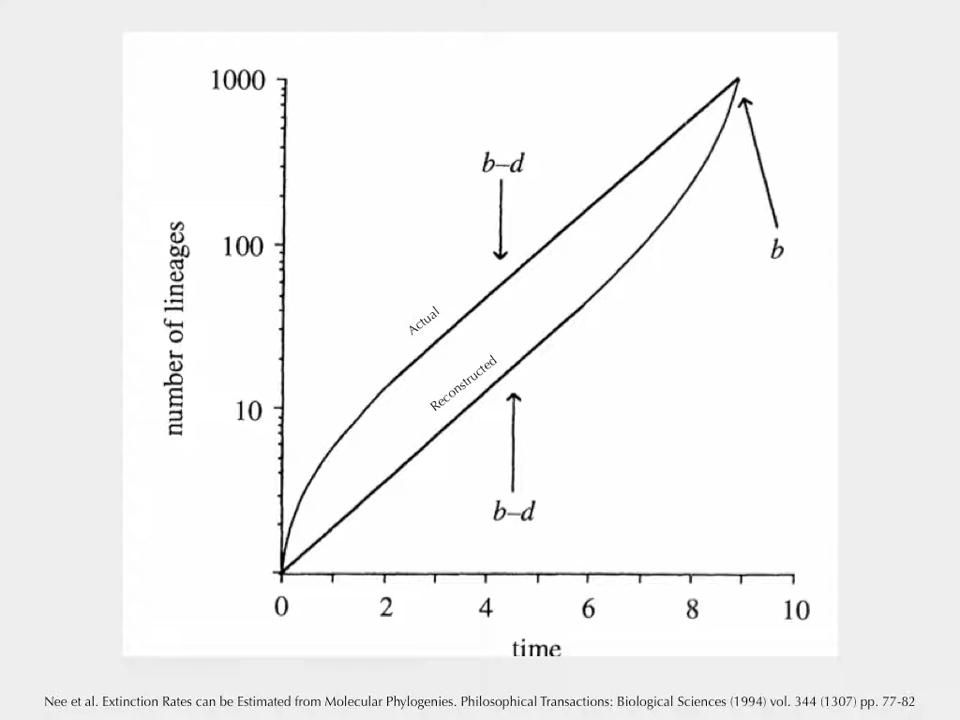 1000
b–d
b
100
number of lineages
Actual
Reconstructed
10
b–d
0 2 4 6 8 10
time
Nee et al. Extinction Rates can be Estimated from Molecular Phylogenies. Philosophical Transactions: Biological Sciences (1994) vol. 344 (1307) pp. 77-82